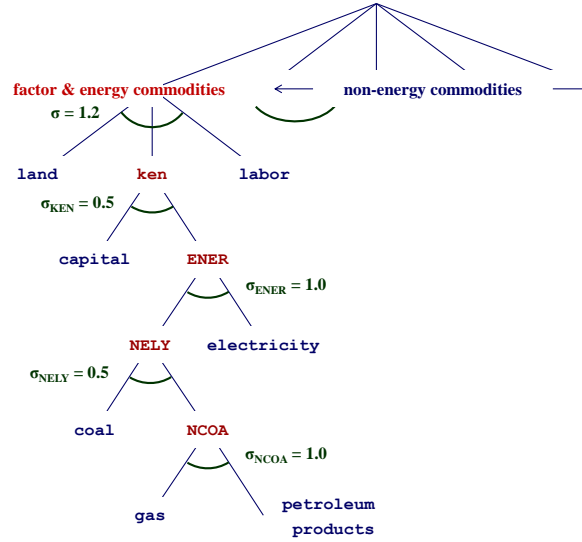 factor & energy commodities
non-energy commodities
σ = 1.2
land
ken
labor
σKEN = 0.5
capital
ENER
σENER = 1.0
NELY
electricity
σNELY = 0.5
coal
NCOA
σNCOA = 1.0
gas
petroleum
products